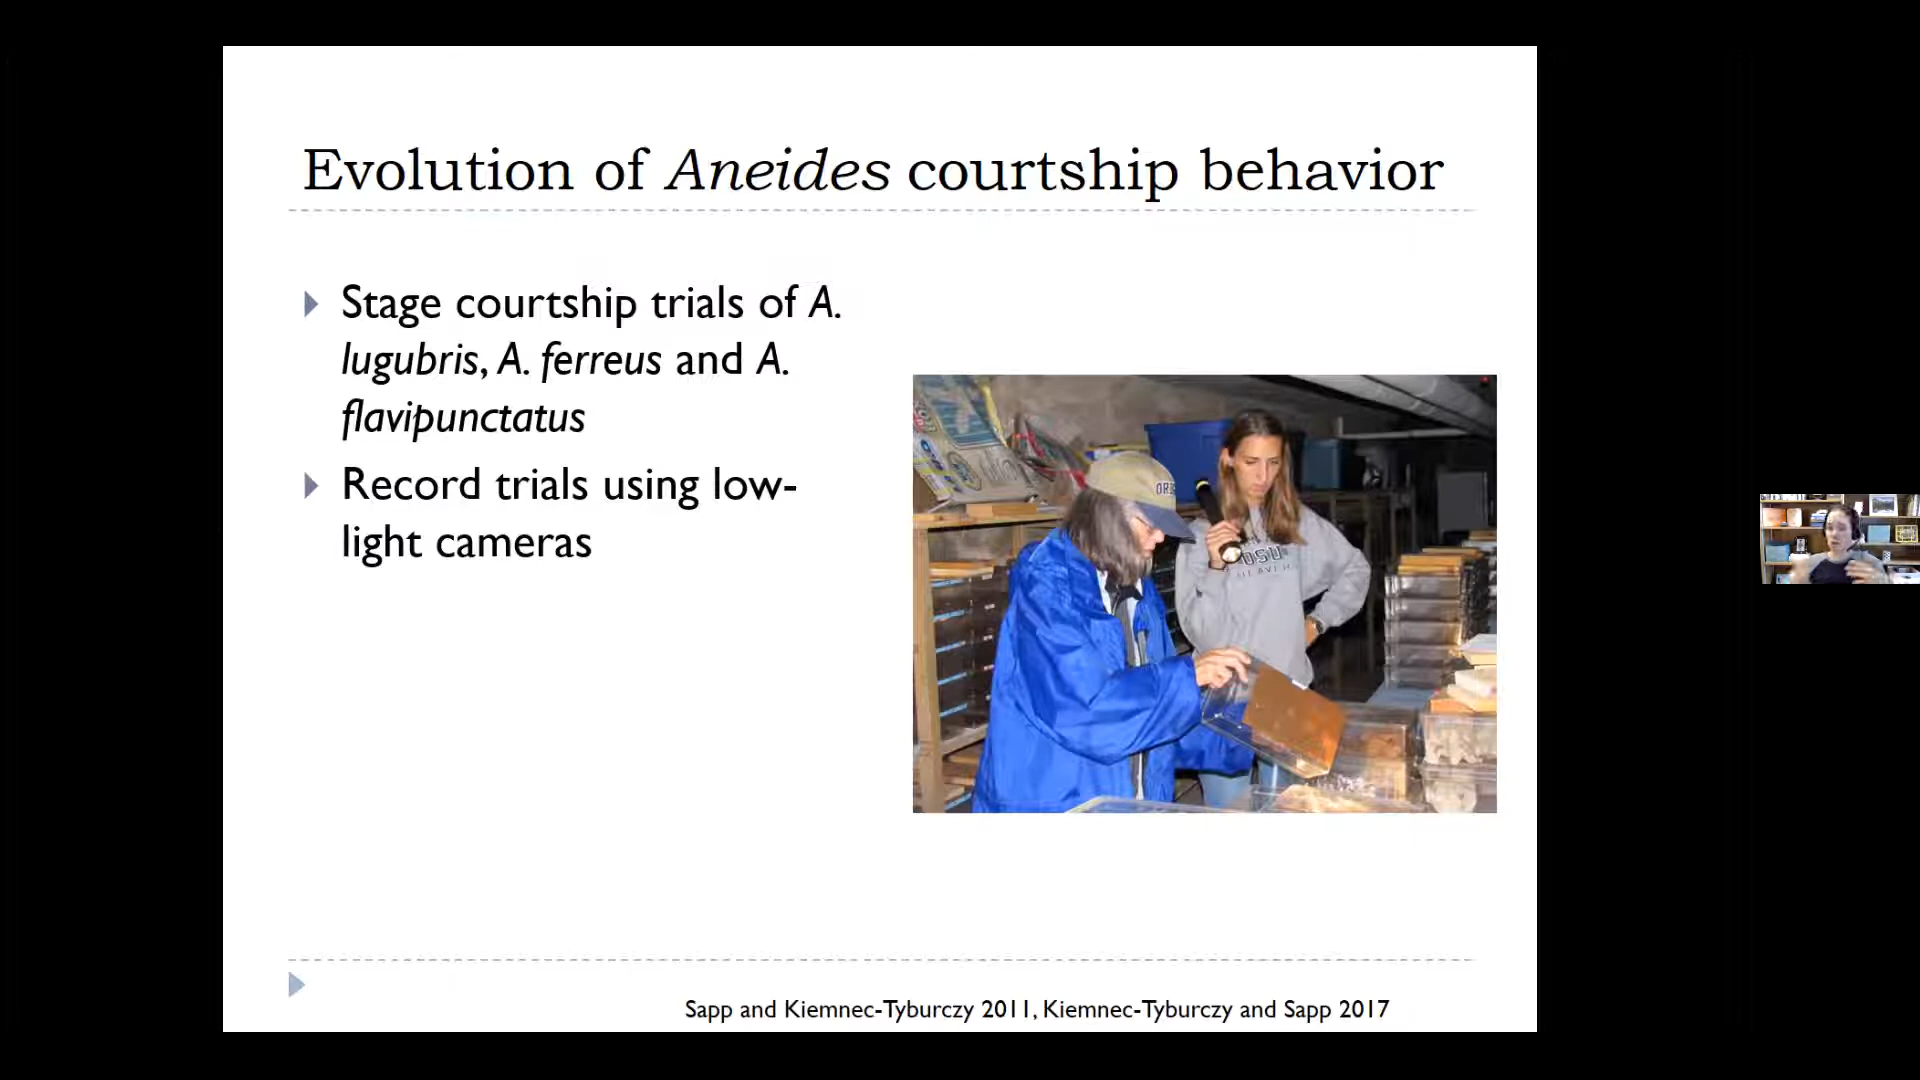 Evolution of Aneides courtship behavior
Stage courtship trials of A.
lugubris, A. ferreus and A.
flavipunctatus
Record trials using low-
light cameras
OSU
Sapp and Kiemnec-Tyburczy 2011, Kiemnec-Tyburczy and Sapp 2017